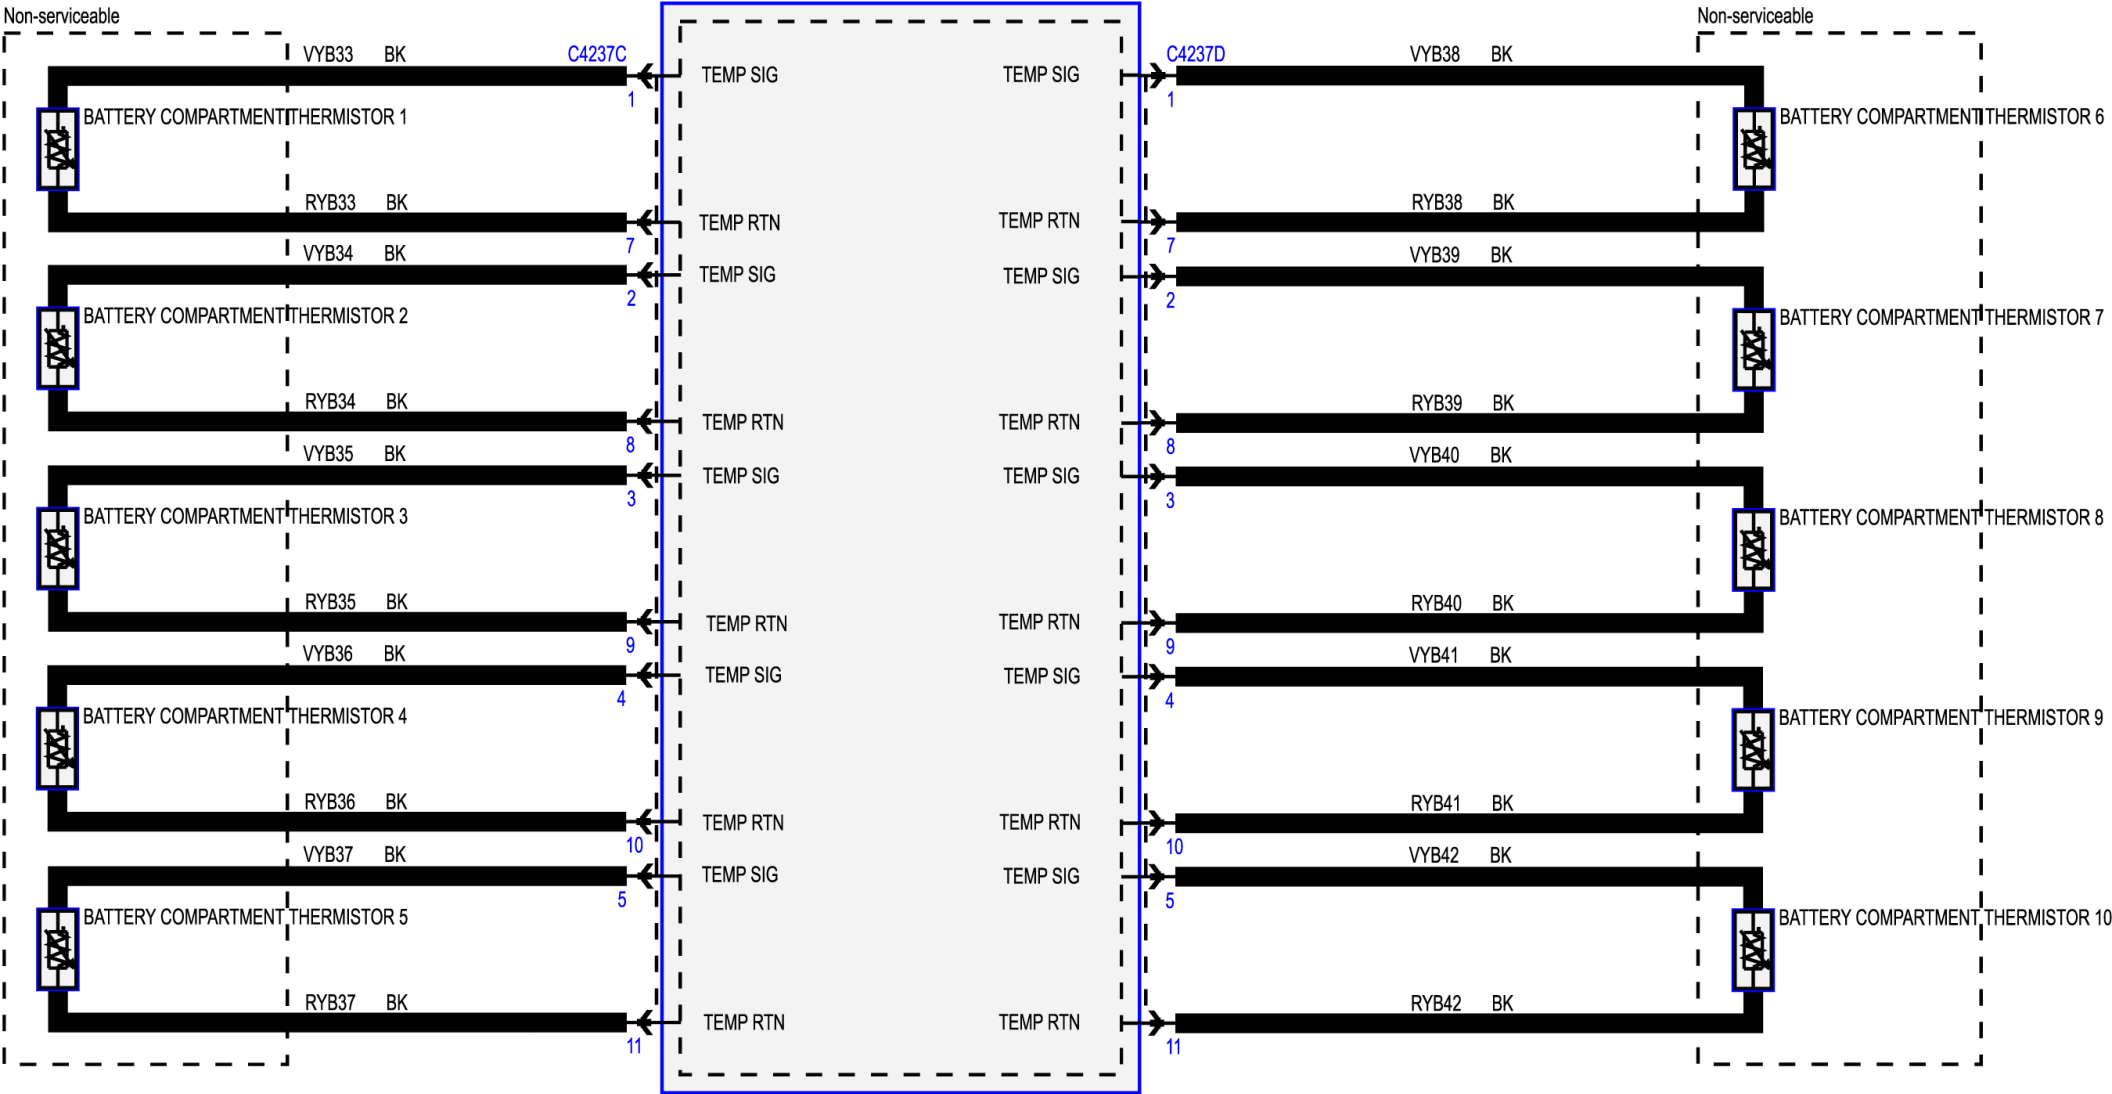 Non-serviceable
Non-serviceable
VYB33 BK C4237C
C4237D VYB38 BK
TEMP SIG
TEMP SIG
1
1
BATTERY COMPARTMENT THERMISTOR 1
BATTERY COMPARTMENT THERMISTOR 6
RYB33 BK
RYB38 BK
TEMP RTN
TEMP RTN
7
7
VYB34 BK
VYB39 BK
TEMP SIG
TEMP SIG
2
2
BATTERY COMPARTMENT THERMISTOR 2
BATTERY COMPARTMENT THERMISTOR 7
RYB34 BK
RYB39 BK
TEMP RTN
TEMP RTN
8
8
VYB35 BK
VYB40 BK
TEMP SIG
TEMP SIG
3
3
BATTERY COMPARTMENT THERMISTOR 3
BATTERY COMPARTMENT THERMISTOR 8
RYB35 BK
RYB40 BK
TEMP RTN
TEMP RTN
9
9
VYB36 BK
VYB41 BK
TEMP SIG
TEMP SIG
4
4
BATTERY COMPARTMENT THERMISTOR 4
BATTERY COMPARTMENT THERMISTOR 9
RYB36 BK
RYB41 BK
TEMP RTN
TEMP RTN
10
10
VYB37 BK
VYB42 BK
TEMP SIG
TEMP SIG
5
5
BATTERY COMPARTMENT THERMISTOR 5
BATTERY COMPARTMENT THERMISTOR 10
RYB37 BK
RYB42 BK
TEMP RTN
TEMP RTN
11
11